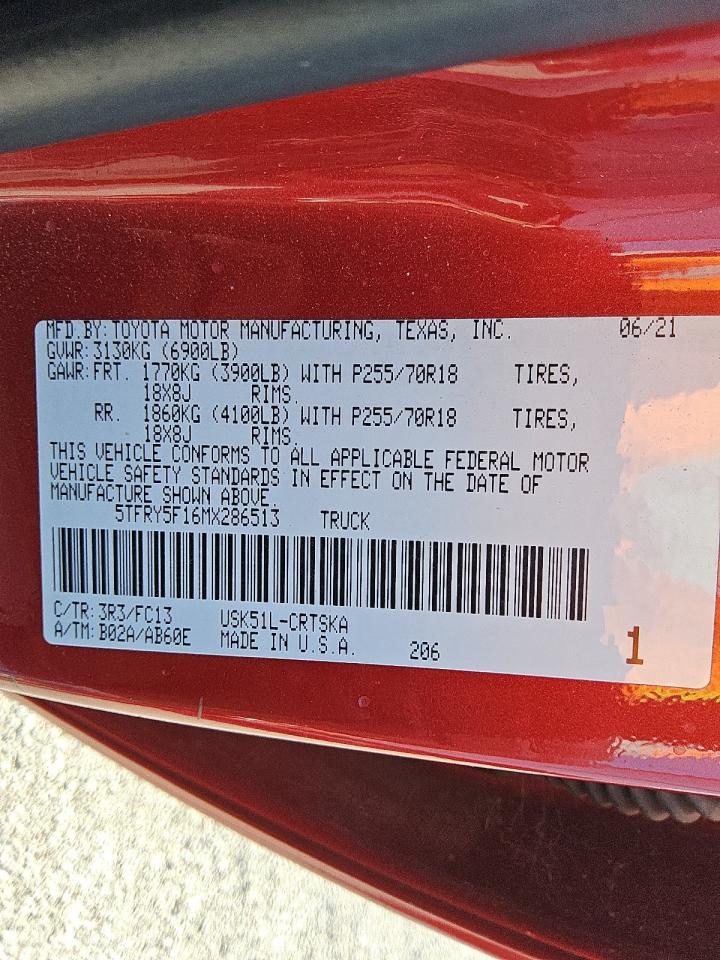 MFD.BY:TOYOTA MOTOR MANUFACTURING, TEXAS, INC. 06/21
GVWR:3130KG (6900LB)
GAWR:FRT. 1770KG (3900LB) WITH P255/70R18 TIRES,
18X8J RIMS.
RR. 1860KG (4100LB) WITH P255/70R18 TIRES,
18X8J RIMS.
THIS VEHICLE CONFORMS TO ALL APPLICABLE FEDERAL MOTOR
VEHICLE SAFETY STANDARDS IN EFFECT ON THE DATE OF
MANUFACTURE SHOWN ABOVE.
5TFRY5F16MX286513 TRUCK
C/TR:3R3/FC13 USK51L-CRTSKA
A/TM:B02A/AB60E MADE IN U.S.A. 206 1